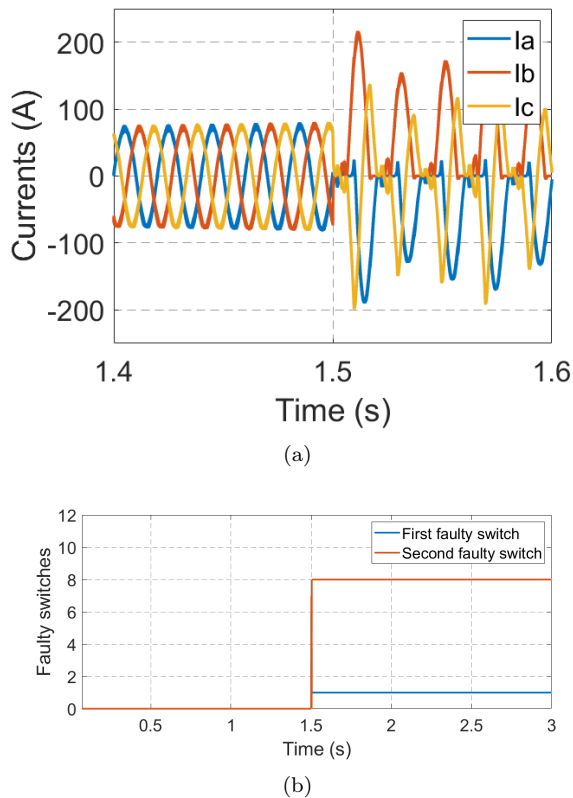 200
100
0
-100
-200
Currents (A)
Ia
Ib
Ic
1.4
1.5
1.6
Time (s)
(a)
12
10
8
6
4
2
0
Faulty switches
First faulty switch
Second faulty switch
0.5
1
1.5
2
2.5
3
Time (s)
(b)